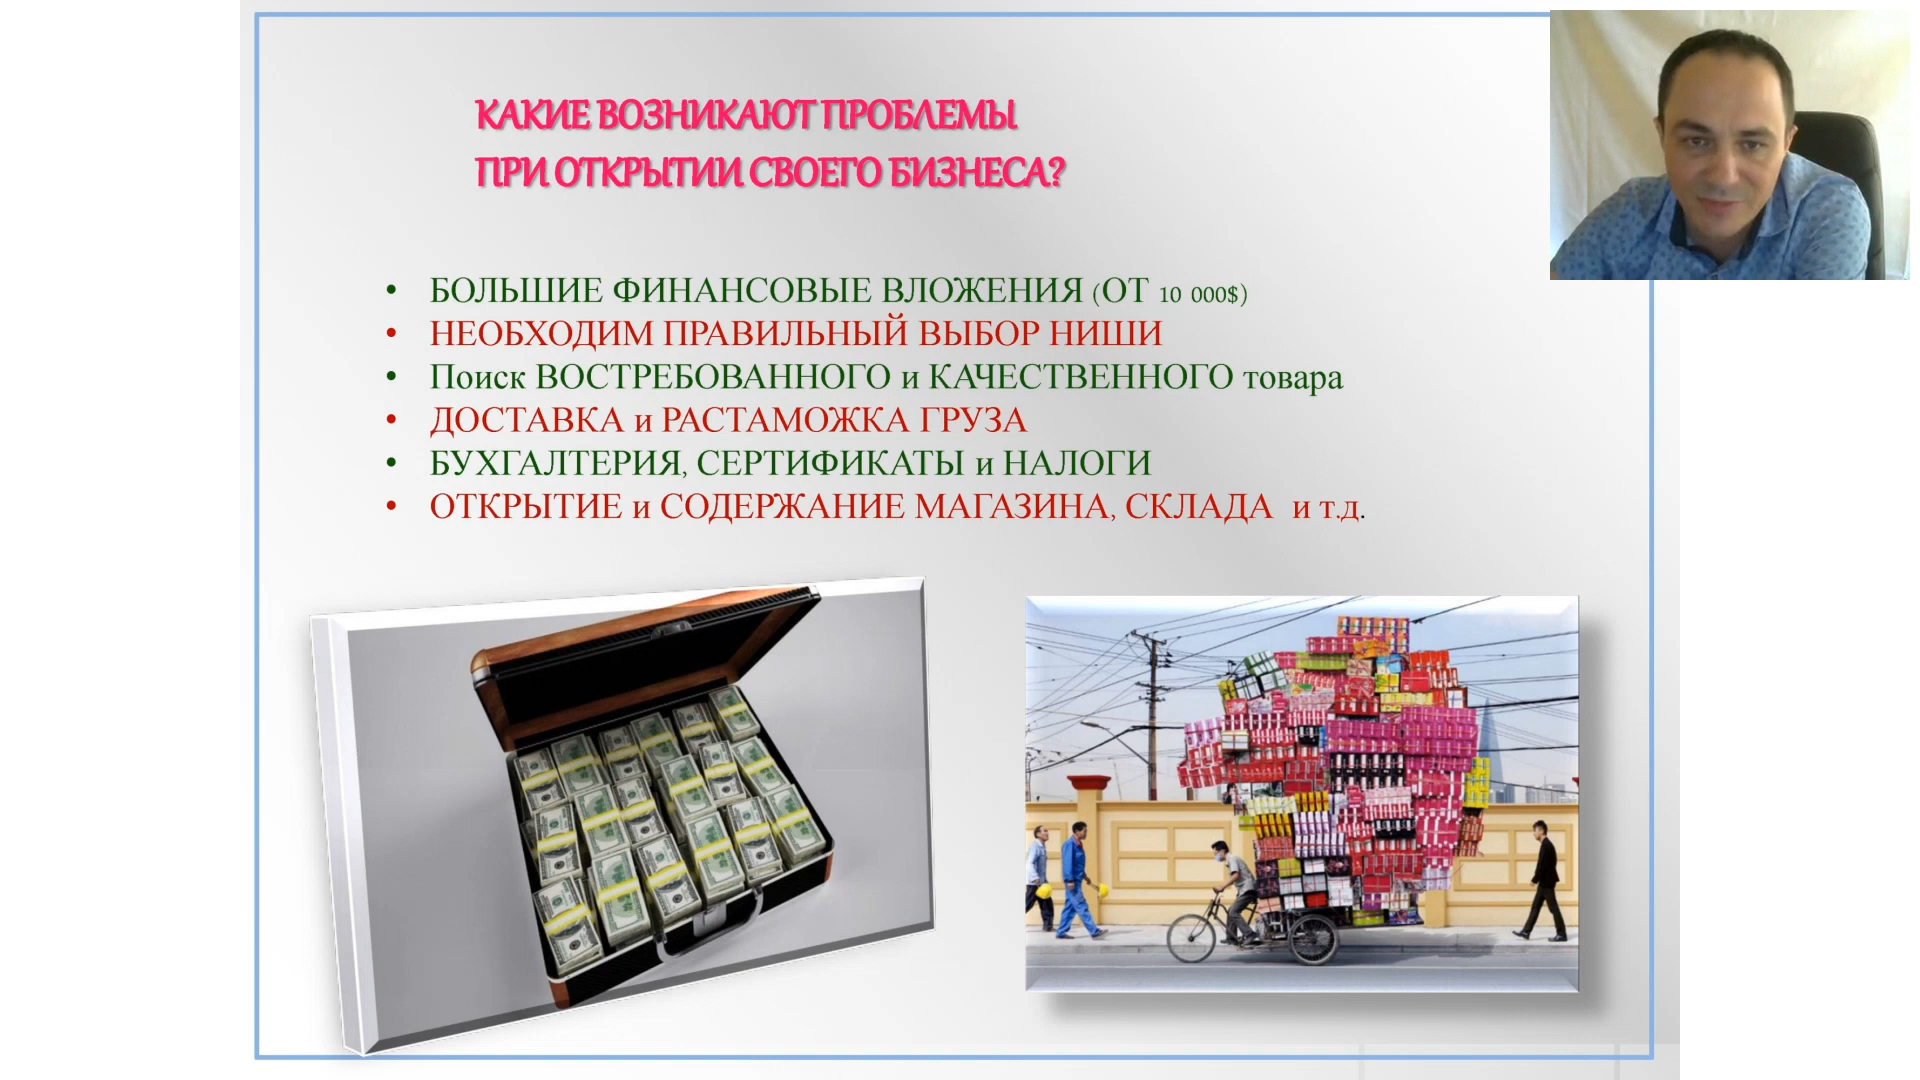 КАКИЕ ВОЗНИКАЮТ ПРОБЛЕМЫ
ПРИ ОТКРЫТИИ СВОЕГО БИЗНЕСА?
• БОЛЬШИЕ ФИНАНСОВЫЕ ВЛОЖЕНИЯ (ОТ 10 000$)
• НЕОБХОДИМ ПРАВИЛЬНЫЙ ВЫБОР НИШИ
• Поиск ВОСТРЕБОВАННОГО и КАЧЕСТВЕННОГО товара
• ДОСТАВКА и РАСТАМОЖКА ГРУЗА
• БУХГАЛТЕРИЯ, СЕРТИФИКАТЫ и НАЛОГИ
• ОТКРЫТИЕ и СОДЕРЖАНИЕ МАГАЗИНА, СКЛАДА и т.д.